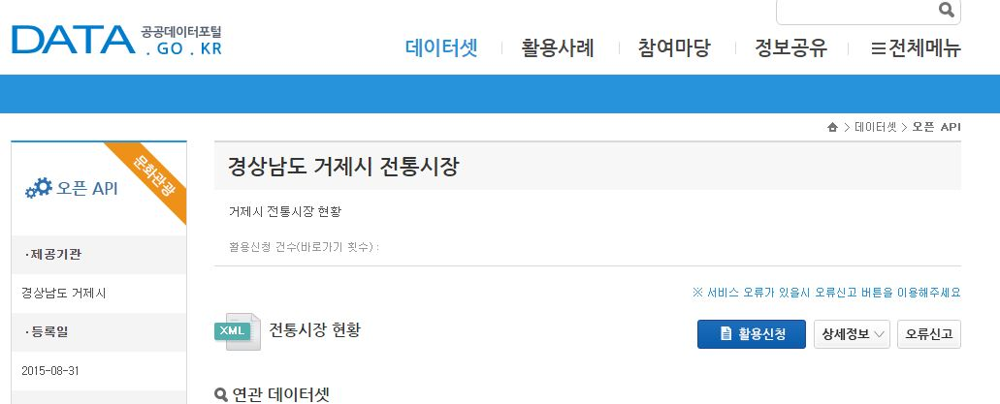 DATA 공공데이터포털
.GO.KR
데이터셋 활용사례 참여마당 정보공유 전체메뉴
> 데이터셋 > 오픈 API
문화관광
오픈 API
·제공기관
경상남도 거제시
·등록일
2015-08-31
경상남도 거제시 전통시장
거제시 전통시장 현황
활용신청 건수(바로가기 횟수) :
※ 서비스 오류가 있을시 오류신고 버튼을 이용해주세요
XML 전통시장 현황 활용신청 상세정보 오류신고
연관 데이터셋